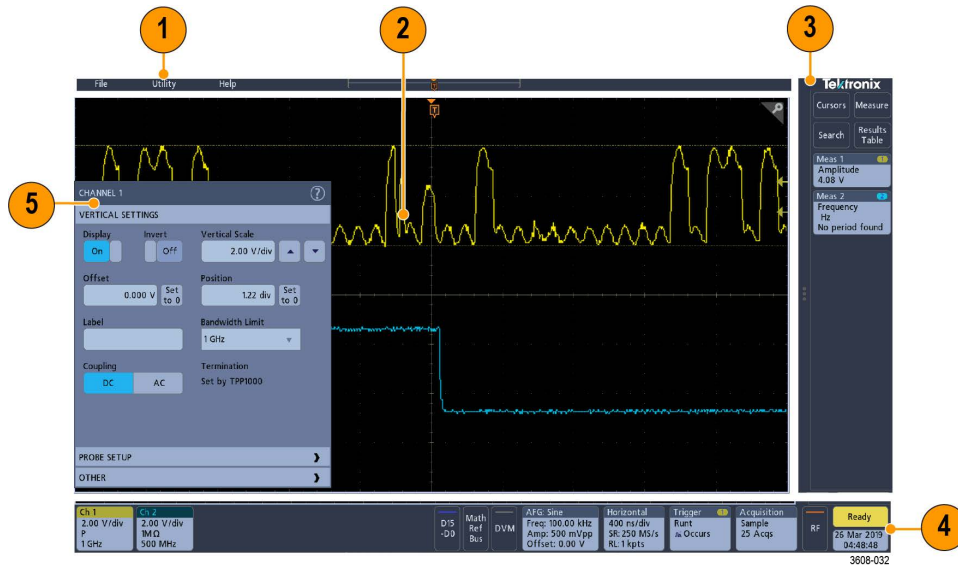 1
2
3
File Utility Help
Tektronix
Cursors Measure
Search Results Table
Meas 1 1
Amplitude
4.08 V
Meas 2 2
Frequency
Hz
No period found
T
5
CHANNEL 1 ?
VERTICAL SETTINGS
Display Invert Vertical Scale
On Off 2.00 V/div
Offset Position
0.000 V Set to 0 1.22 div Set to 0
Label Bandwidth Limit
1 GHz
Coupling Termination
DC AC Set by TPP1000
PROBE SETUP
OTHER
Ch 1
2.00 V/div
P
1 GHz
Ch 2
2.00 V/div
1MΩ
500 MHz
D15
-D0
Math
Ref
Bus
DVM
AFG: Sine
Freq: 100.00 kHz
Amp: 500 mVpp
Offset: 0.00 V
Horizontal
400 ns/div
SR: 250 MS/s
RL: 1 kpts
Trigger 1
Runt
Occurs
Acquisition
Sample
25 Acqs
RF
Ready
26 Mar 2019
04:48:48
4
3608-032